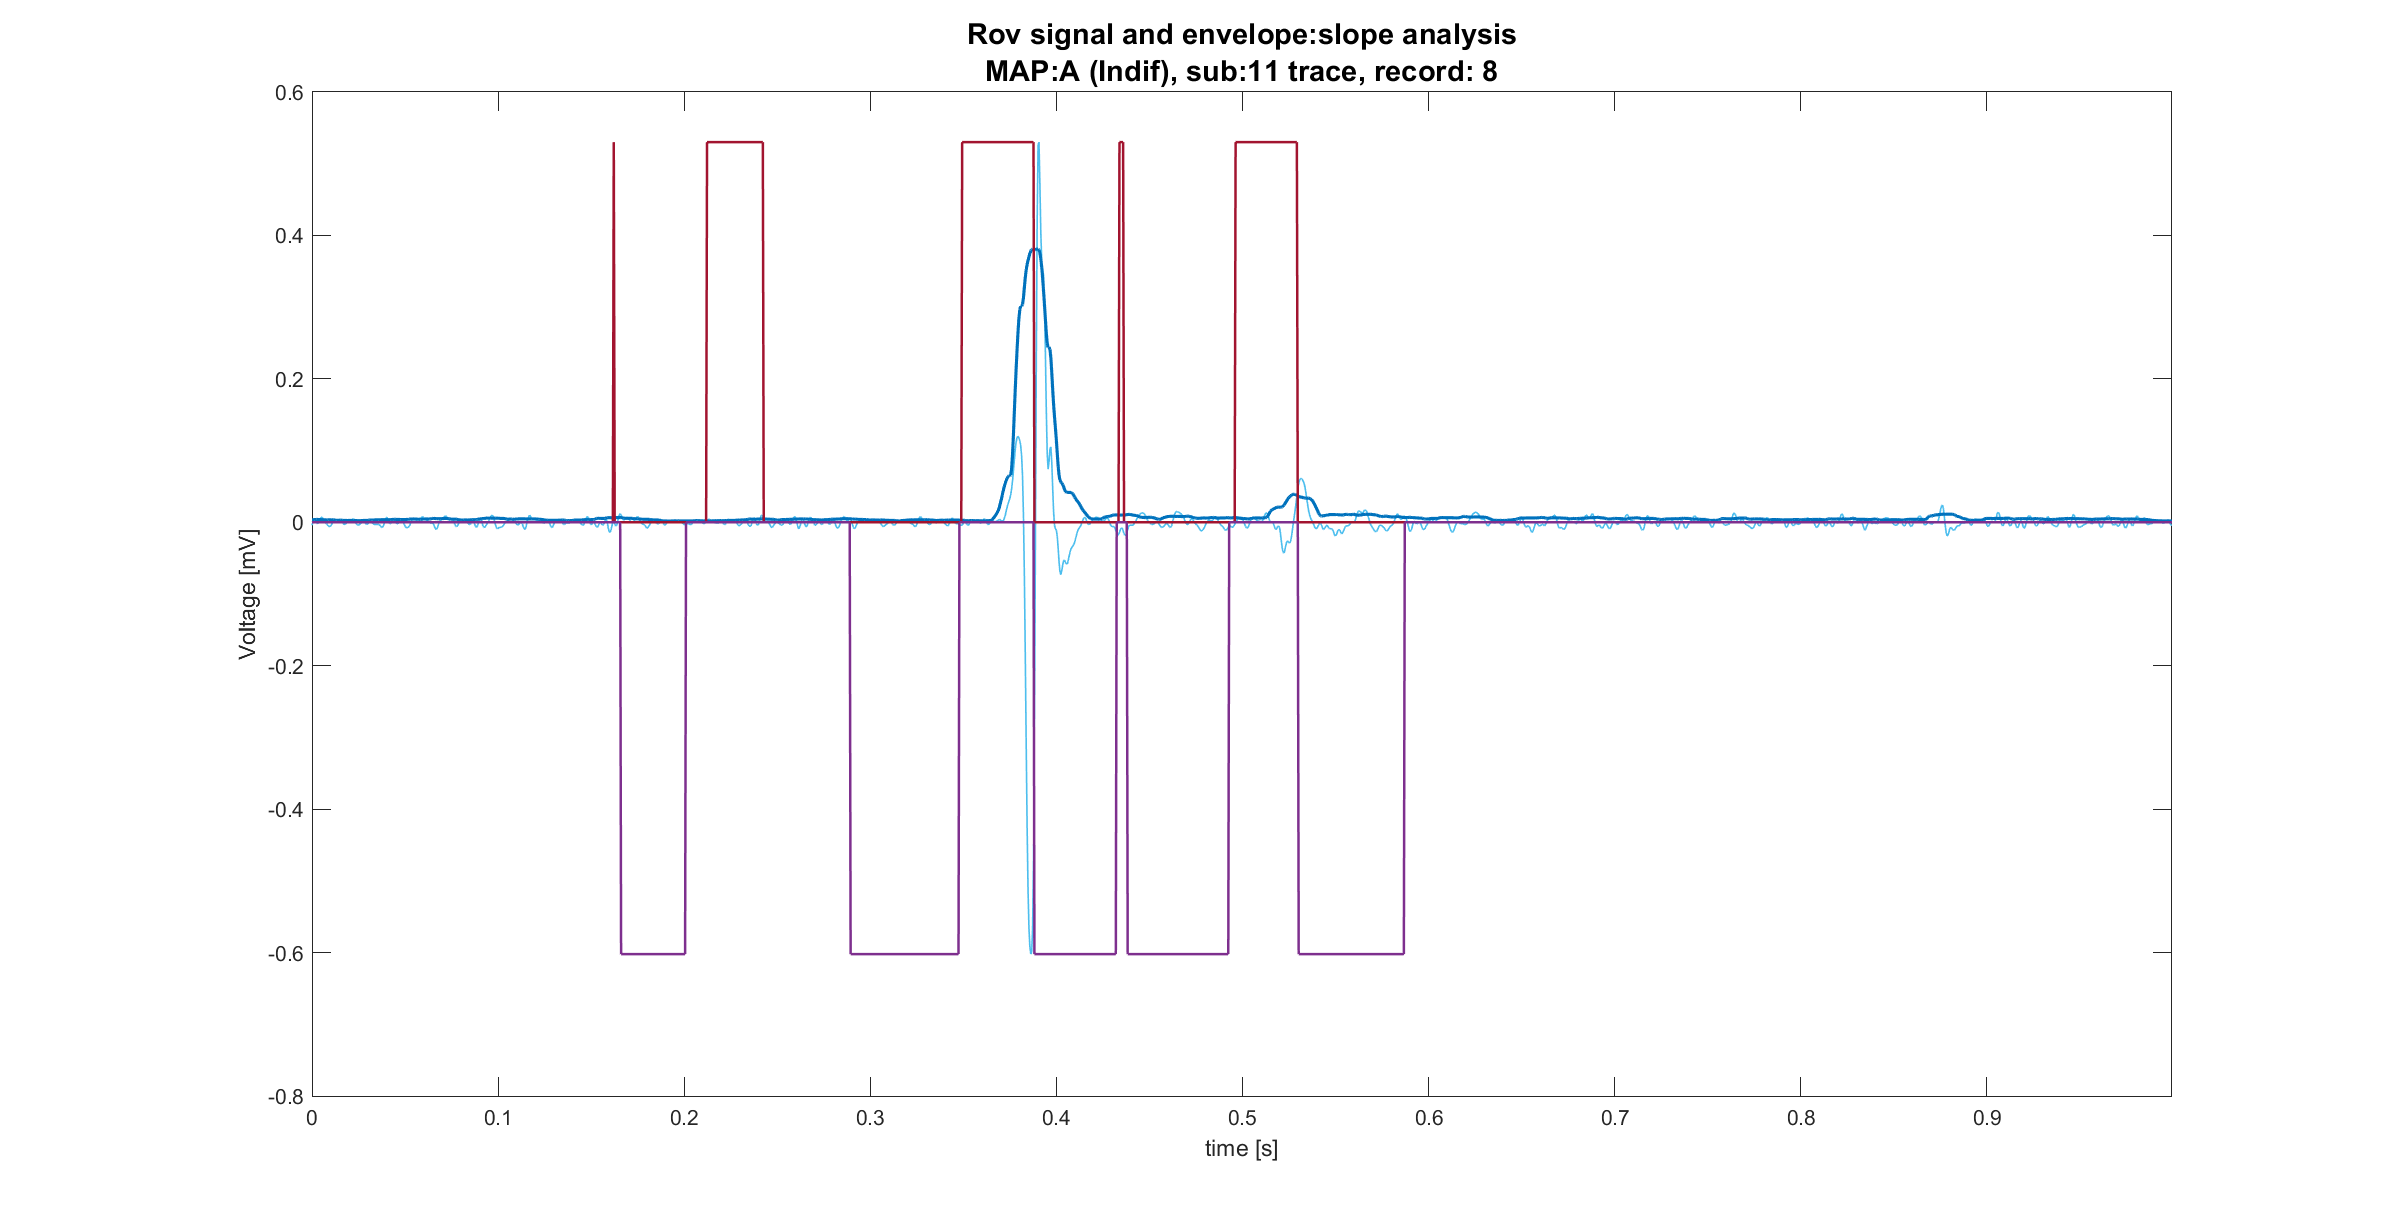 Rov signal and envelope:slope analysis
MAP:A (Indif), sub:11 trace, record: 8
0.6
0.4
0.2
0
-0.2
-0.4
-0.6
-0.8
Voltage [mV]
0 0.1 0.2 0.3 0.4 0.5 0.6 0.7 0.8 0.9
time [s]